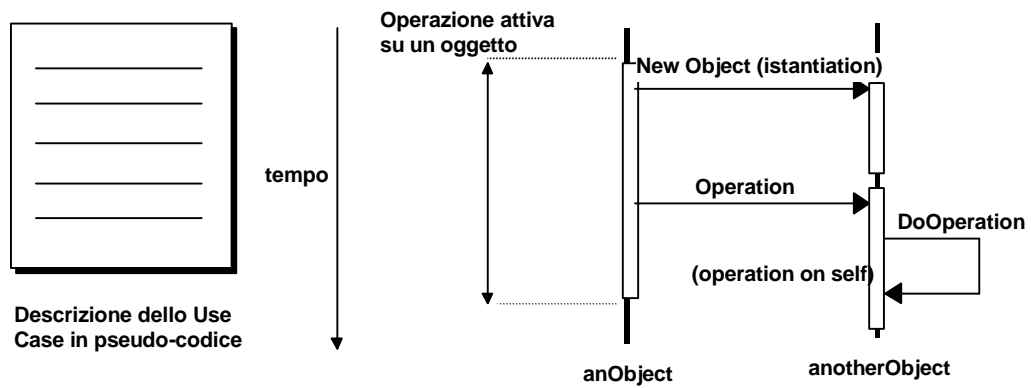 Operazione attiva
su un oggetto
New Object (istantiation)
tempo
Operation
DoOperation
(operation on self)
Descrizione dello Use
Case in pseudo-codice
anObject
anotherObject